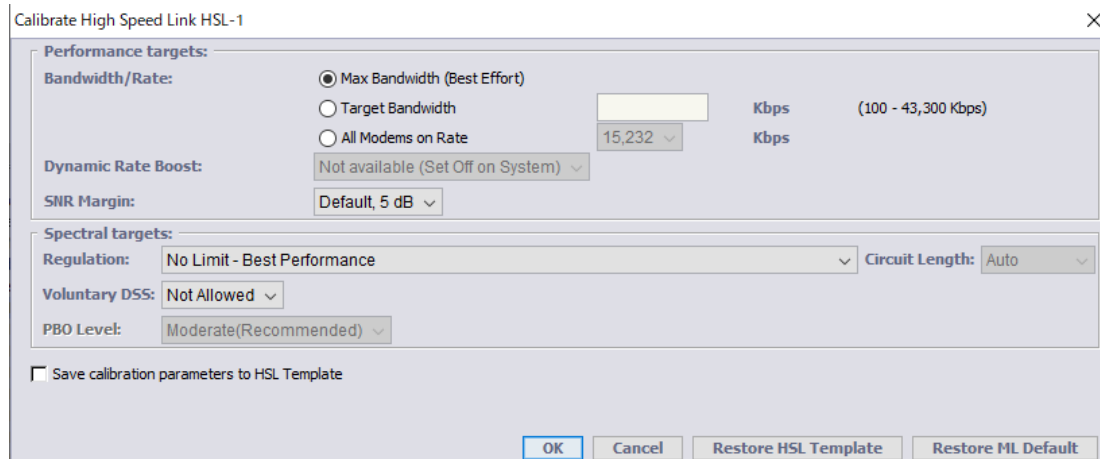 Calibrate High Speed Link HSL-1
Performance targets:
Bandwidth/Rate: Max Bandwidth (Best Effort)
Target Bandwidth Kbps (100 - 43,300 Kbps)
All Modems on Rate 15,232 Kbps
Dynamic Rate Boost: Not available (Set Off on System)
SNR Margin: Default, 5 dB
Spectral targets:
Regulation: No Limit - Best Performance Circuit Length: Auto
Voluntary DSS: Not Allowed
PBO Level: Moderate(Recommended)
Save calibration parameters to HSL Template
OK Cancel Restore HSL Template Restore ML Default